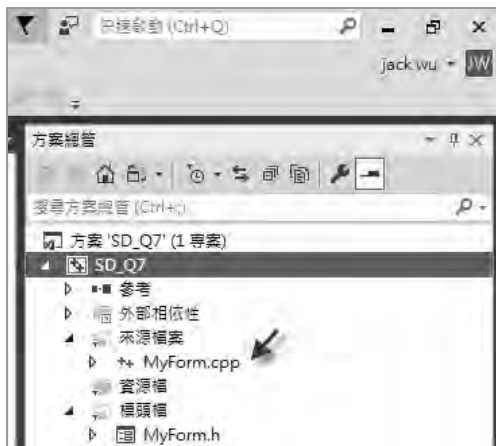 快速啟動 (Ctrl+Q)
jack wu JW
方案總管
搜尋方案總管 (Ctrl+;)
方案 'SD_Q7' (1 專案)
SD_Q7
參考
外部相依性
來源檔案
++ MyForm.cpp
資源檔
標頭檔
MyForm.h